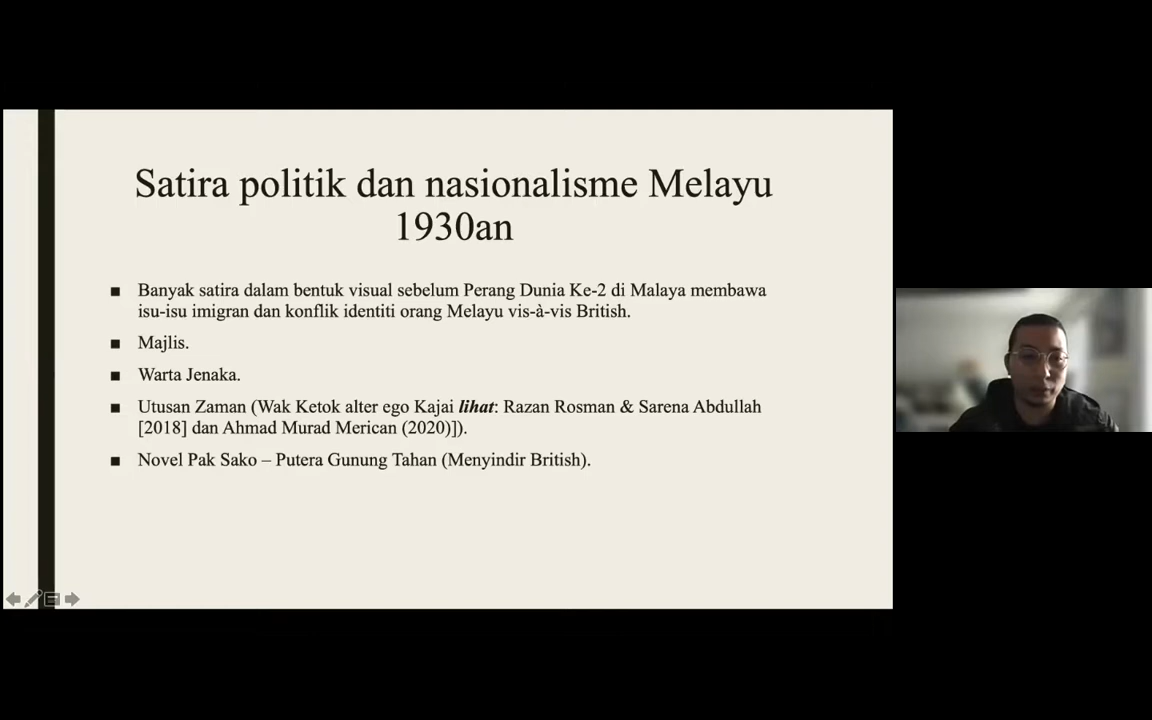 Satira politik dan nasionalisme Melayu
1930an
■ Banyak satira dalam bentuk visual sebelum Perang Dunia Ke-2 di Malaya membawa
isu-isu imigran dan konflik identiti orang Melayu vis-à-vis British.
■ Majlis.
■ Warta Jenaka.
■ Utusan Zaman (Wak Ketok alter ego Kajai lihat: Razan Rosman & Sarena Abdullah
[2018] dan Ahmad Murad Merican (2020)]).
■ Novel Pak Sako – Putera Gunung Tahan (Menyindir British).